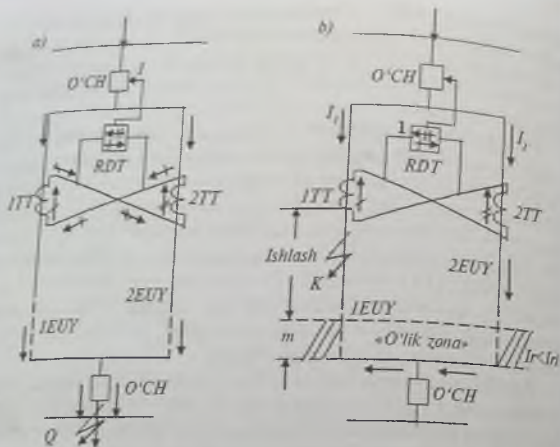 a)
I
O'CH
RDT
1TT
2TT
2EUY
1EUY
O'CH
Q
b)
O'CH
I₁
1
RDT
I₂
1TT
2TT
Ishlash
K
2EUY
1EUY
m
«O'lik zona»
O'CH